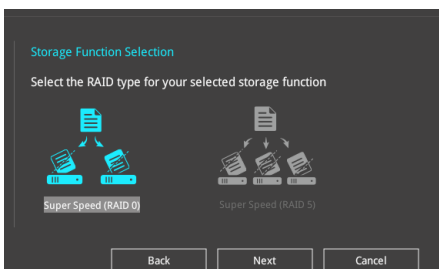 Storage Function Selection
Select the RAID type for your selected storage function
Super Speed (RAID 0)
Super Speed (RAID 5)
Back
Next
Cancel